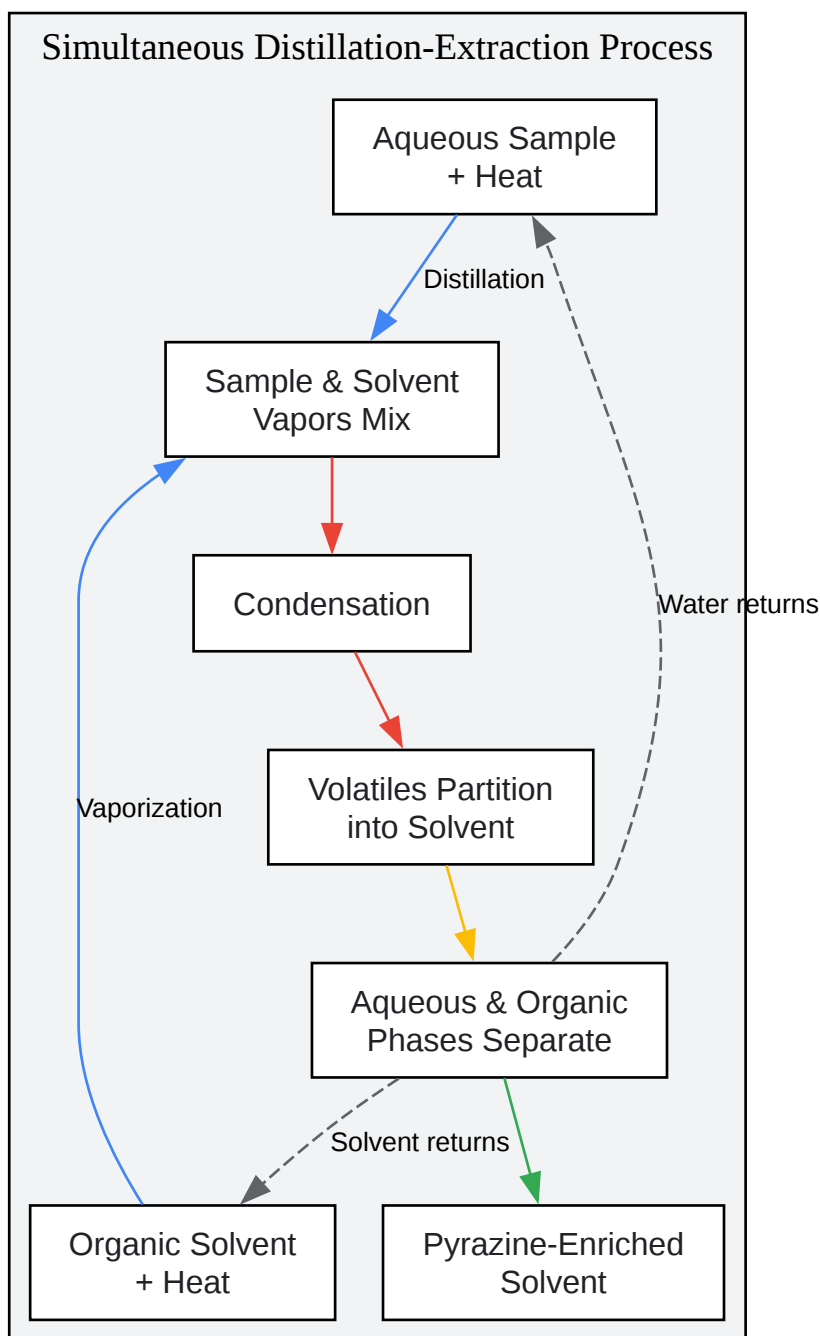 Simultaneous Distillation-Extraction Process
Aqueous Sample
+ Heat
Distillation
Sample & Solvent
Vapors Mix
Condensation
Water returns
Volatiles Partition
into Solvent
Vaporization
Aqueous & Organic
Phases Separate
Solvent returns
Organic Solvent
+ Heat
Pyrazine-Enriched
Solvent